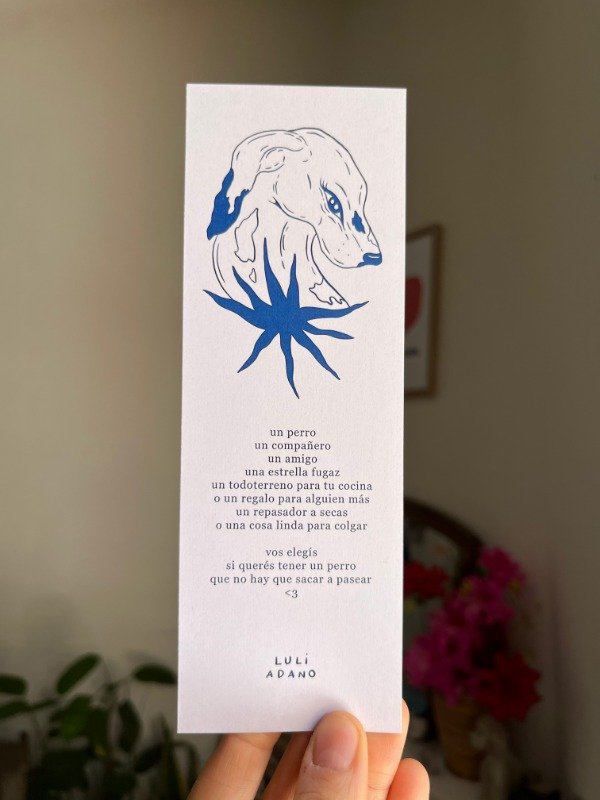 un perro
un compañero
un amigo
una estrella fugaz
un todoterreno para tu cocina
o un regalo para alguien más
un repasador a secas
o una cosa linda para colgar
vos elegís
si querés tener un perro
que no hay que sacar a pasear
<3
LULI
ADANO